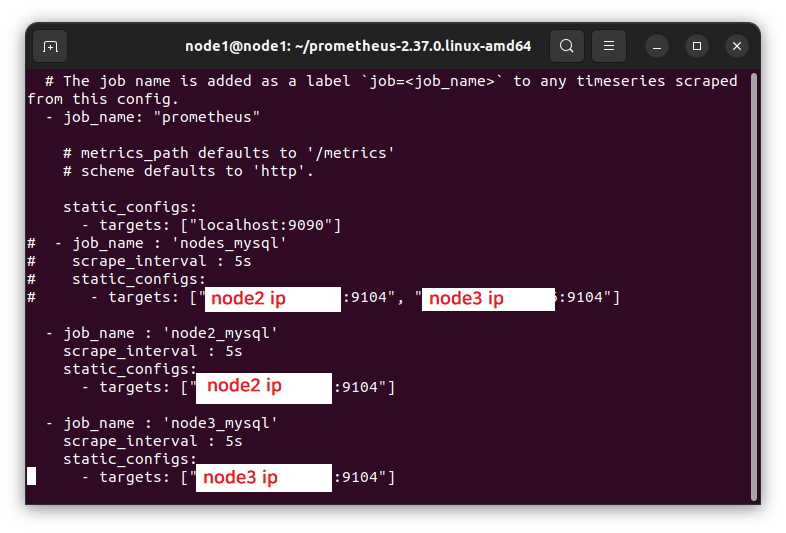 node1@node1: ~/prometheus-2.37.0.linux-amd64
# The job name is added as a label `job=<job_name>` to any timeseries scraped
from this config.
- job_name: "prometheus"
# metrics_path defaults to '/metrics'
# scheme defaults to 'http'.
static_configs:
- targets: ["localhost:9090"]
#  - job_name : 'nodes_mysql'
#    scrape_interval : 5s
#    static_configs:
#      - targets: ["node2 ip:9104", "node3 ip:9104"]
- job_name : 'node2_mysql'
scrape_interval : 5s
static_configs:
- targets: ["node2 ip:9104"]
- job_name : 'node3_mysql'
scrape_interval : 5s
static_configs:
- targets: ["node3 ip:9104"]